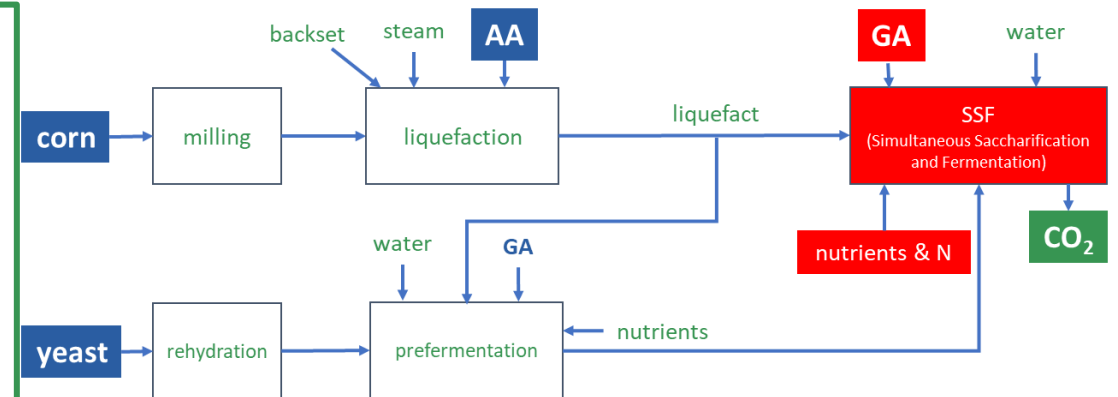 backset
steam
AA
GA
water
corn
milling
liquefaction
liquefact
SSF
(Simultaneous Saccharification
and Fermentation)
water
GA
nutrients & N
CO₂
yeast
rehydration
prefermentation
nutrients